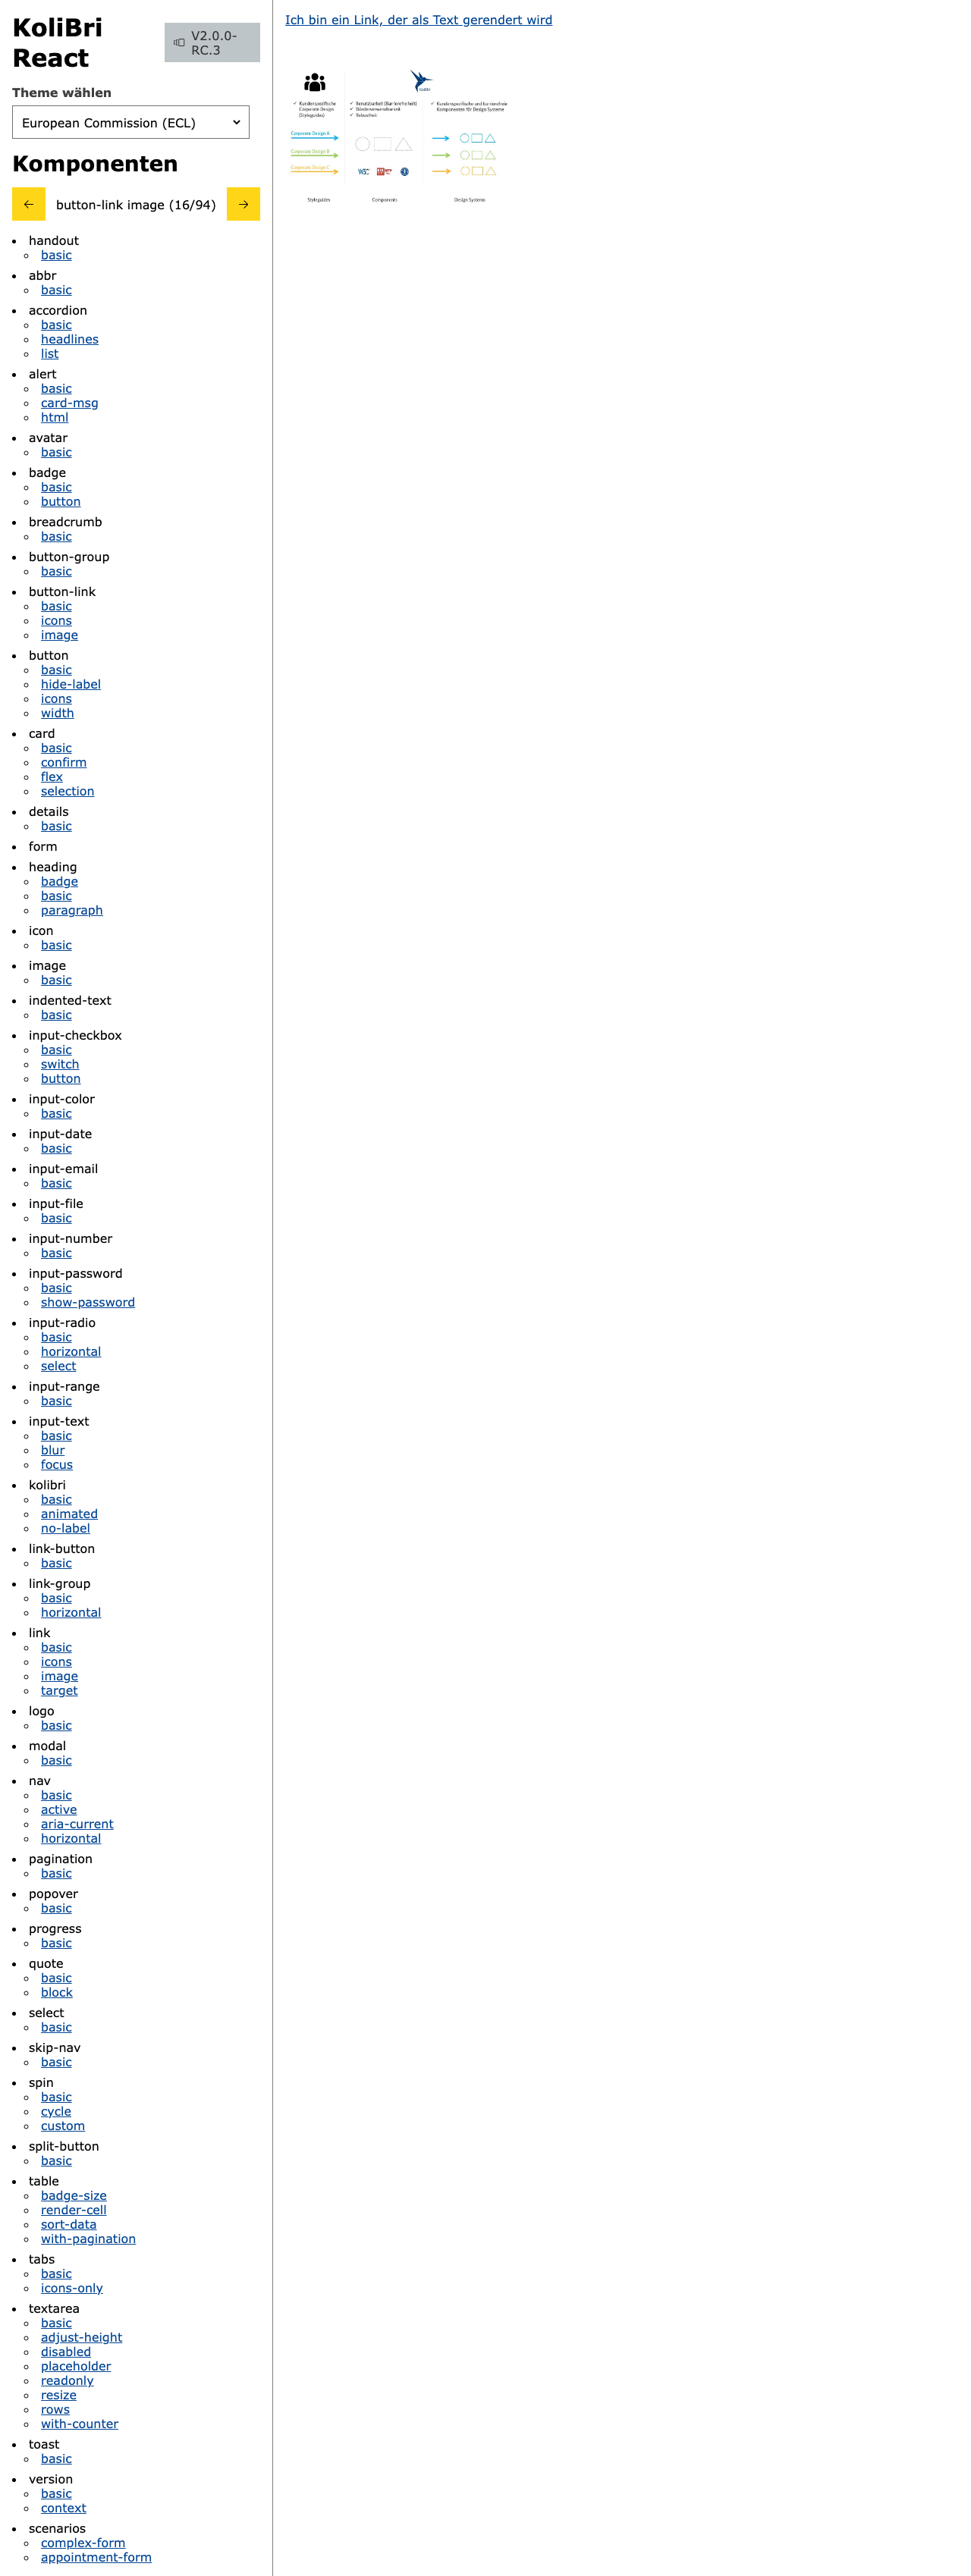 KoliBri
React
V2.0.0-
RC.3
Theme wählen
European Commission (ECL)
Komponenten
button-link image (16/94)
handout
basic
abbr
basic
accordion
basic
headlines
list
alert
basic
card-msg
html
avatar
basic
badge
basic
button
breadcrumb
basic
button-group
basic
button-link
basic
icons
image
button
basic
hide-label
icons
width
card
basic
confirm
flex
selection
details
basic
form
heading
badge
basic
paragraph
icon
basic
image
basic
indented-text
basic
input-checkbox
basic
switch
button
input-color
basic
input-date
basic
input-email
basic
input-file
basic
input-number
basic
input-password
basic
show-password
input-radio
basic
horizontal
select
input-range
basic
input-text
basic
blur
focus
kolibri
basic
animated
no-label
link-button
basic
link-group
basic
horizontal
link
basic
icons
image
target
logo
basic
modal
basic
nav
basic
active
aria-current
horizontal
pagination
basic
popover
basic
progress
basic
quote
basic
block
select
basic
skip-nav
basic
spin
basic
cycle
custom
split-button
basic
table
badge-size
render-cell
sort-data
with-pagination
tabs
basic
icons-only
textarea
basic
adjust-height
disabled
placeholder
readonly
resize
rows
with-counter
toast
basic
version
basic
context
scenarios
complex-form
appointment-form
Ich bin ein Link, der als Text gerendert wird
✓ Kundenspezifische
Corporate Design
(Styleguides)
✓ Benutzbarkeit (Barrierefreiheit)
✓ Wiederverwendbarkeit
✓ Robustheit
✓ Kundenspezifische und barrierefreie
Komponenten für Design Systeme
Corporate Design A
Corporate Design B
Corporate Design C
Styleguides
Components
Design Systems